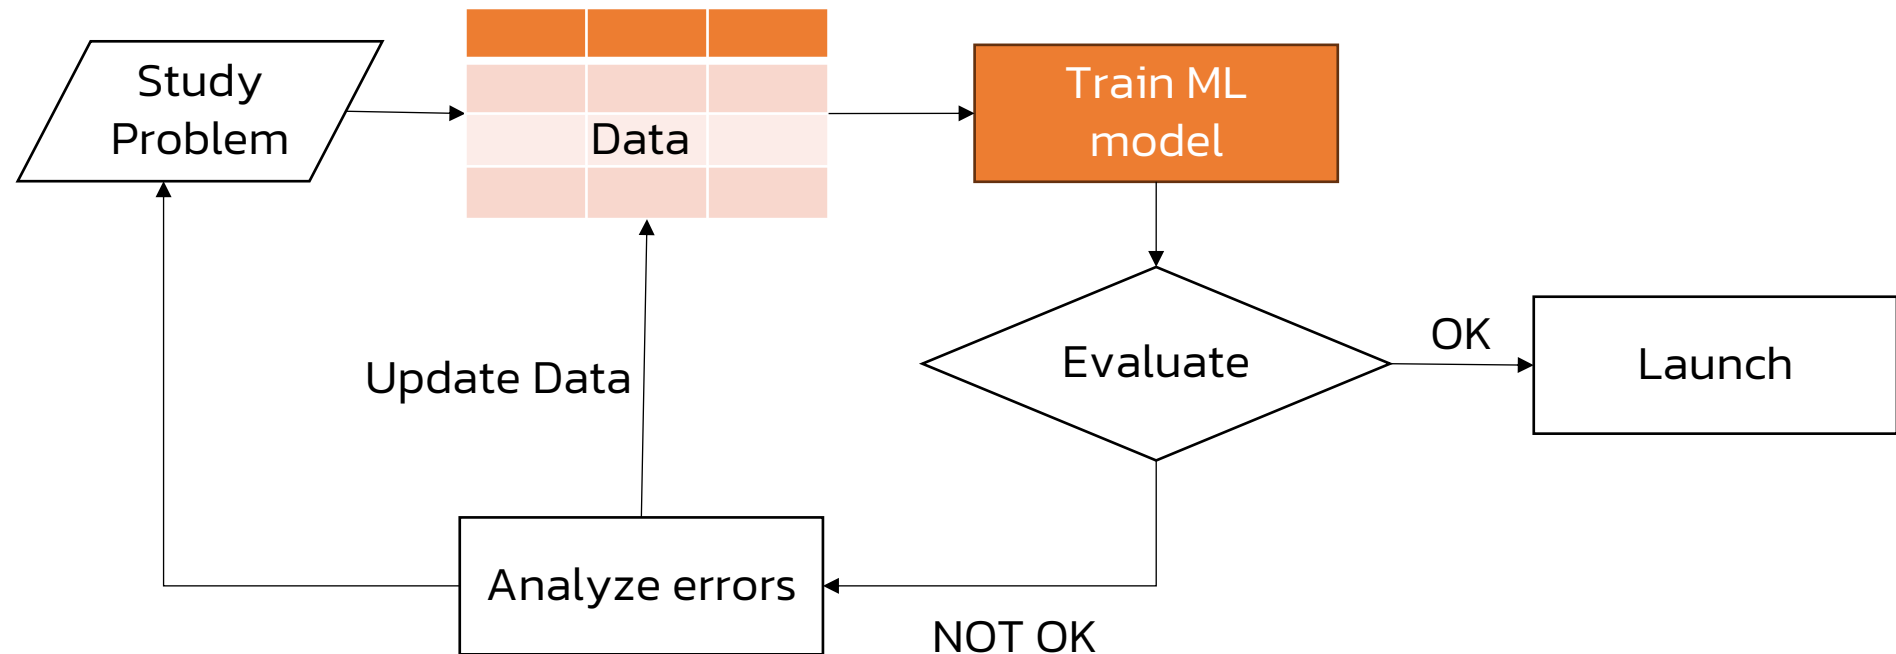 Study
Problem
Data
Train ML
model
Evaluate
OK
Launch
Update Data
Analyze errors
NOT OK